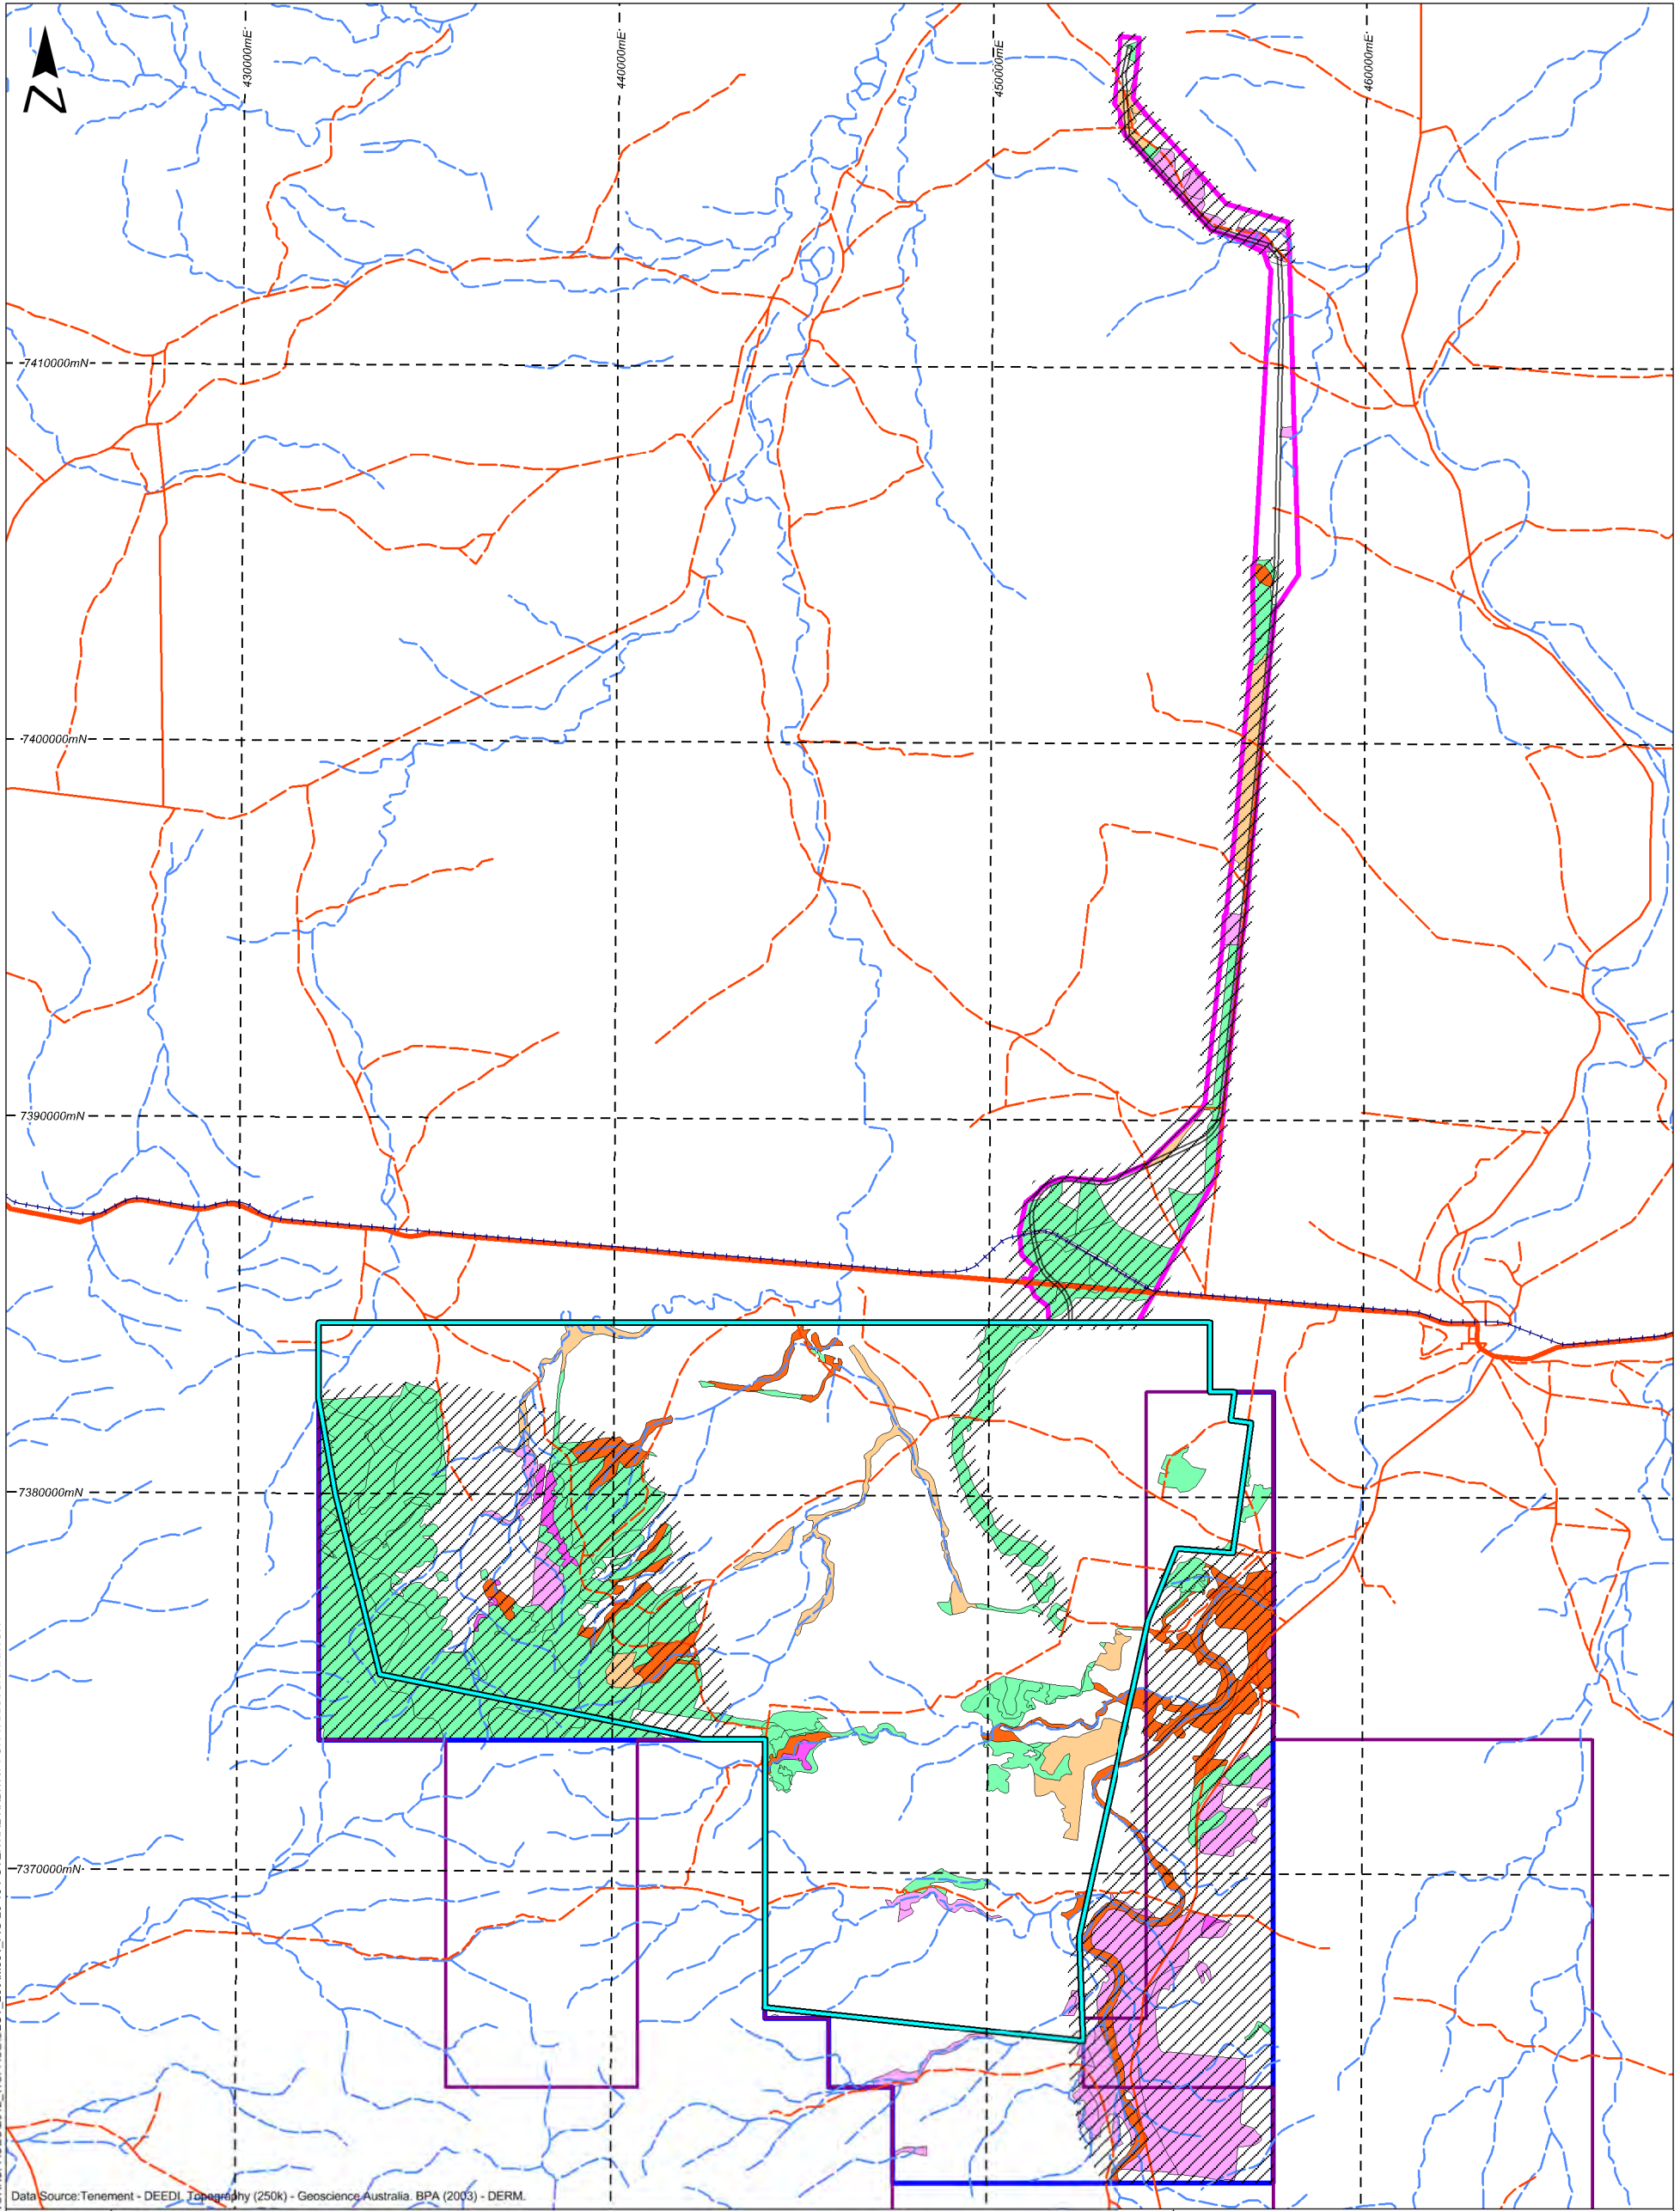 430000mE
440000mE
450000mE
460000mE
N
7410000mN
7400000mN
7390000mN
7380000mN
7370000mN
Data Source:Tenement - DEEDI. Topography (250k) - Geoscience Australia. BPA (2003) - DERM.